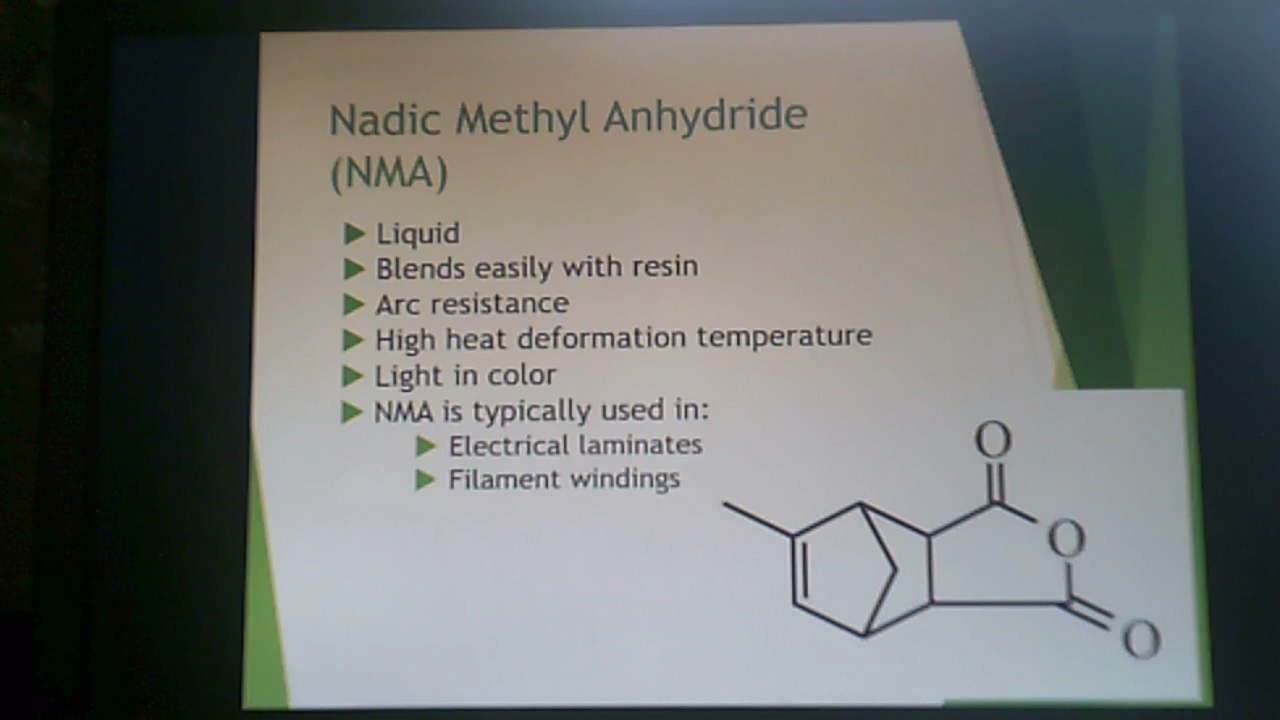 Nadic Methyl Anhydride
(NMA)
Liquid
Blends easily with resin
Arc resistance
High heat deformation temperature
Light in color
NMA is typically used in:
Electrical laminates
Filament windings
O
O
O